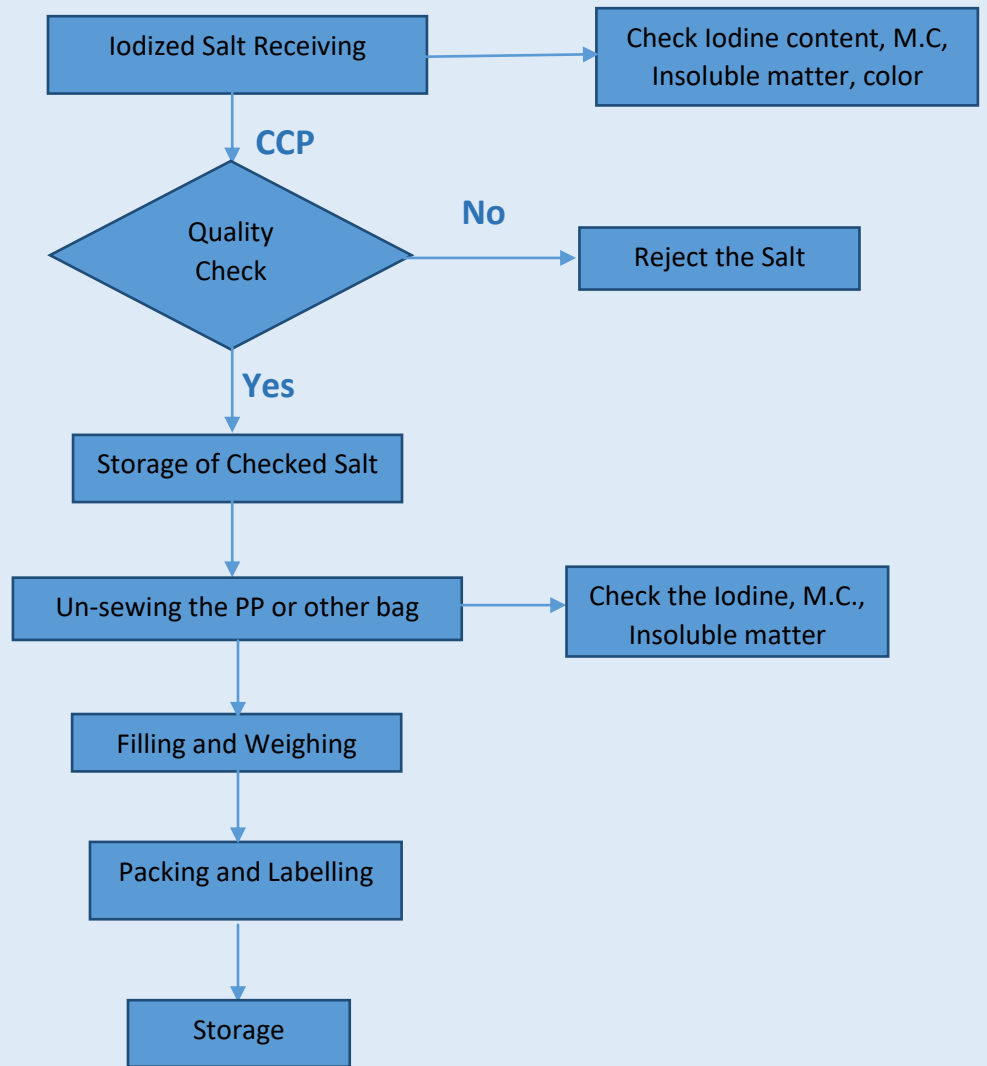 Iodized Salt Receiving
Check Iodine content, M.C,
Insoluble matter, color
CCP
Quality
Check
No
Reject the Salt
Yes
Storage of Checked Salt
Un-sewing the PP or other bag
Check the Iodine, M.C.,
Insoluble matter
Filling and Weighing
Packing and Labelling
Storage